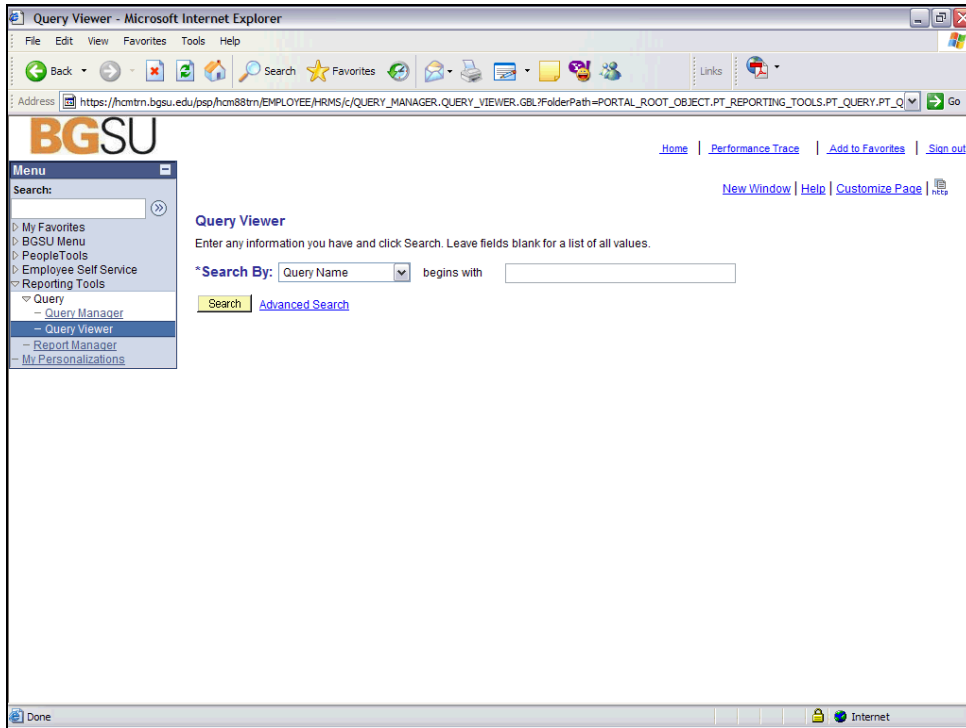 Query Viewer - Microsoft Internet Explorer
File Edit View Favorites Tools Help
Back Search Favorites Links
Address https://hcmtrn.bgsu.edu/psp/hcm88trn/EMPLOYEE/HRMS/c/QUERY_MANAGER.QUERY_VIEWER.GBL?FolderPath=PORTAL_ROOT_OBJECT.PT_REPORTING_TOOLS.PT_QUERY.PT_Q Go
BGSU
Home | Performance Trace | Add to Favorites | Sign out
Menu
New Window | Help | Customize Page | http
Search:
My Favorites
BGSU Menu
PeopleTools
Employee Self Service
Reporting Tools
Query
– Query Manager
– Query Viewer
– Report Manager
– My Personalizations
Query Viewer
Enter any information you have and click Search. Leave fields blank for a list of all values.
*Search By: Query Name begins with
Search Advanced Search
Done Internet